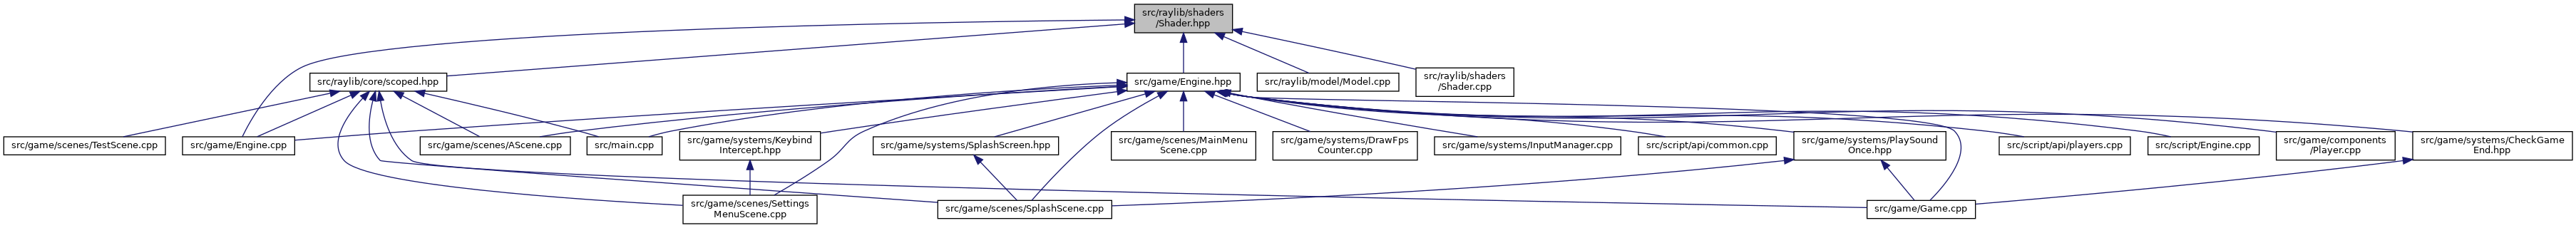 src/raylib/shaders
/Shader.hpp
src/raylib/core/scoped.hpp
src/game/Engine.hpp
src/raylib/model/Model.cpp
src/raylib/shaders
/Shader.cpp
src/game/scenes/TestScene.cpp
src/game/Engine.cpp
src/game/scenes/AScene.cpp
src/main.cpp
src/game/systems/Keybind
Intercept.hpp
src/game/systems/SplashScreen.hpp
src/game/scenes/MainMenu
Scene.cpp
src/game/systems/DrawFps
Counter.cpp
src/game/systems/InputManager.cpp
src/script/api/common.cpp
src/game/systems/PlaySound
Once.hpp
src/script/api/players.cpp
src/script/Engine.cpp
src/game/components
/Player.cpp
src/game/systems/CheckGame
End.hpp
src/game/scenes/Settings
MenuScene.cpp
src/game/scenes/SplashScene.cpp
src/game/Game.cpp